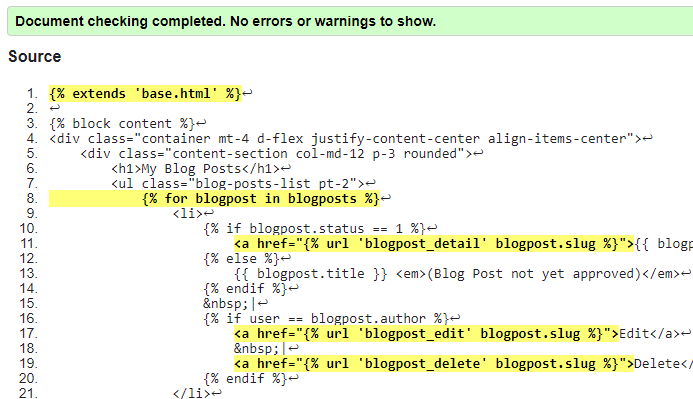 Document checking completed. No errors or warnings to show.
Source
1. {% extends 'base.html' %}↩
2. ↩
3. {% block content %}↩
4. <div class="container mt-4 d-flex justify-content-center align-items-center">↩
5. <div class="content-section col-md-12 p-3 rounded">↩
6. <h1>My Blog Posts</h1>↩
7. <ul class="blog-posts-list pt-2">↩
8. {% for blogpost in blogposts %}↩
9. <li>↩
10. {% if blogpost.status == 1 %}↩
11. <a href="{% url 'blogpost_detail' blogpost.slug %}">{{ blogp
12. {% else %}↩
13. {{ blogpost.title }} <em>(Blog Post not yet approved)</em>↩
14. {% endif %}↩
15. &nbsp;|↩
16. {% if user == blogpost.author %}↩
17. <a href="{% url 'blogpost_edit' blogpost.slug %}">Edit</a>↩
18. &nbsp;|↩
19. <a href="{% url 'blogpost_delete' blogpost.slug %}">Delete</
20. {% endif %}↩
21. </li>↩